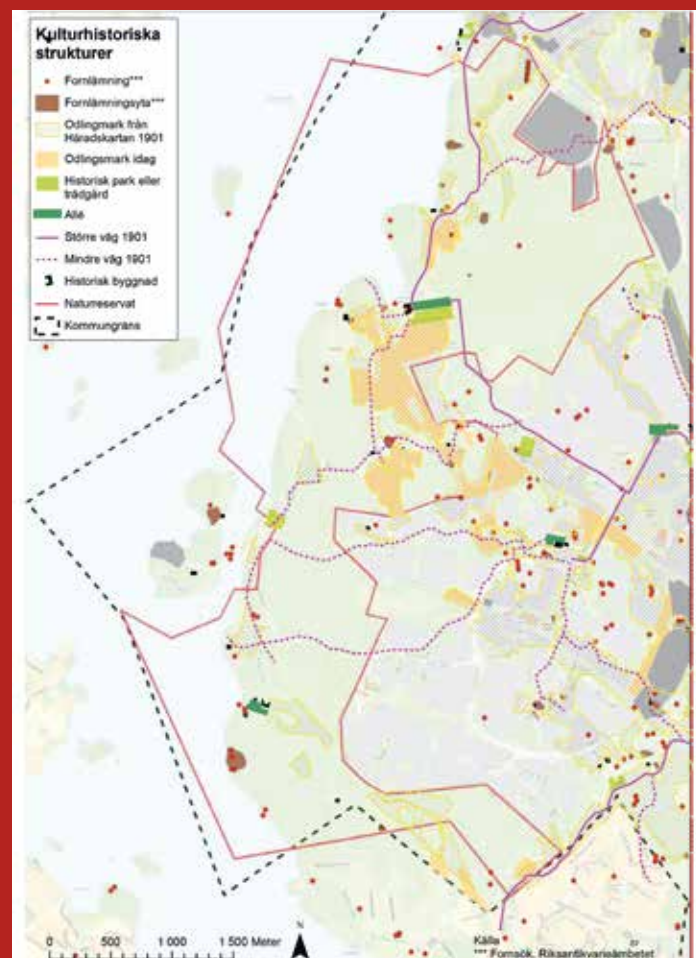 Kulturhistoriska
strukturer
Fornlämning***
Fornlämningsyta***
Odlingmark från
Häradskartan 1901
Odlingsmark idag
Historisk park eller
trädgård
Allé
Större väg 1901
Mindre väg 1901
Historisk byggnad
Naturreservat
Kommungräns
N
0 500 1 000 1 500 Meter
Källa
*** Fornsök, Riksantikvarieämbetet